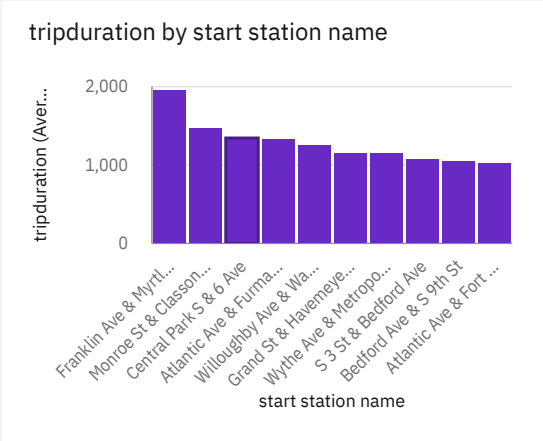 tripduration by start station name
tripduration (Aver...
2,000
1,000
0
Franklin Ave & Myrtl...
Monroe St & Classon...
Central Park S & 6 Ave
Atlantic Ave & Furma...
Willoughby Ave & Wa...
Grand St & Havemeye...
Wythe Ave & Metropo...
S 3 St & Bedford Ave
Bedford Ave & S 9th St
Atlantic Ave & Fort ...
start station name